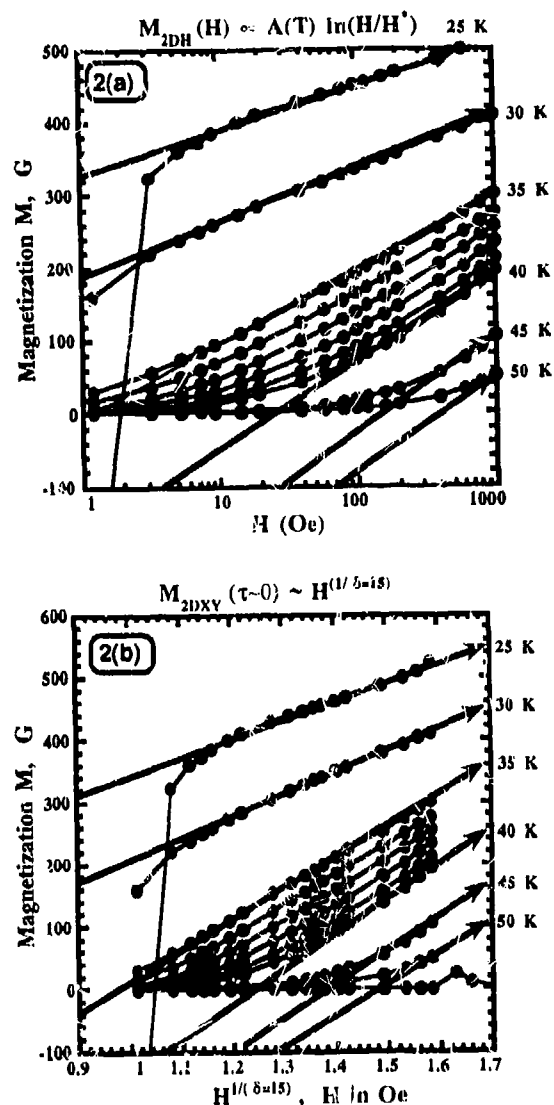 M2DH (H) ∝ A(T) ln(H/H*)
25 K
2(a)
500
400
300
200
100
0
-100
Magnetization M, G
30 K
35 K
40 K
45 K
50 K
1
10
100
1000
H (Oe)
M2DXY (τ~0) ~ H(1/ δ=15)
2(b)
600
500
400
300
200
100
0
-100
Magnetization M, G
25 K
30 K
35 K
40 K
45 K
50 K
0.9
1
1.1
1.2
1.3
1.4
1.5
1.6
1.7
H1/( δ=15) , H in Oe